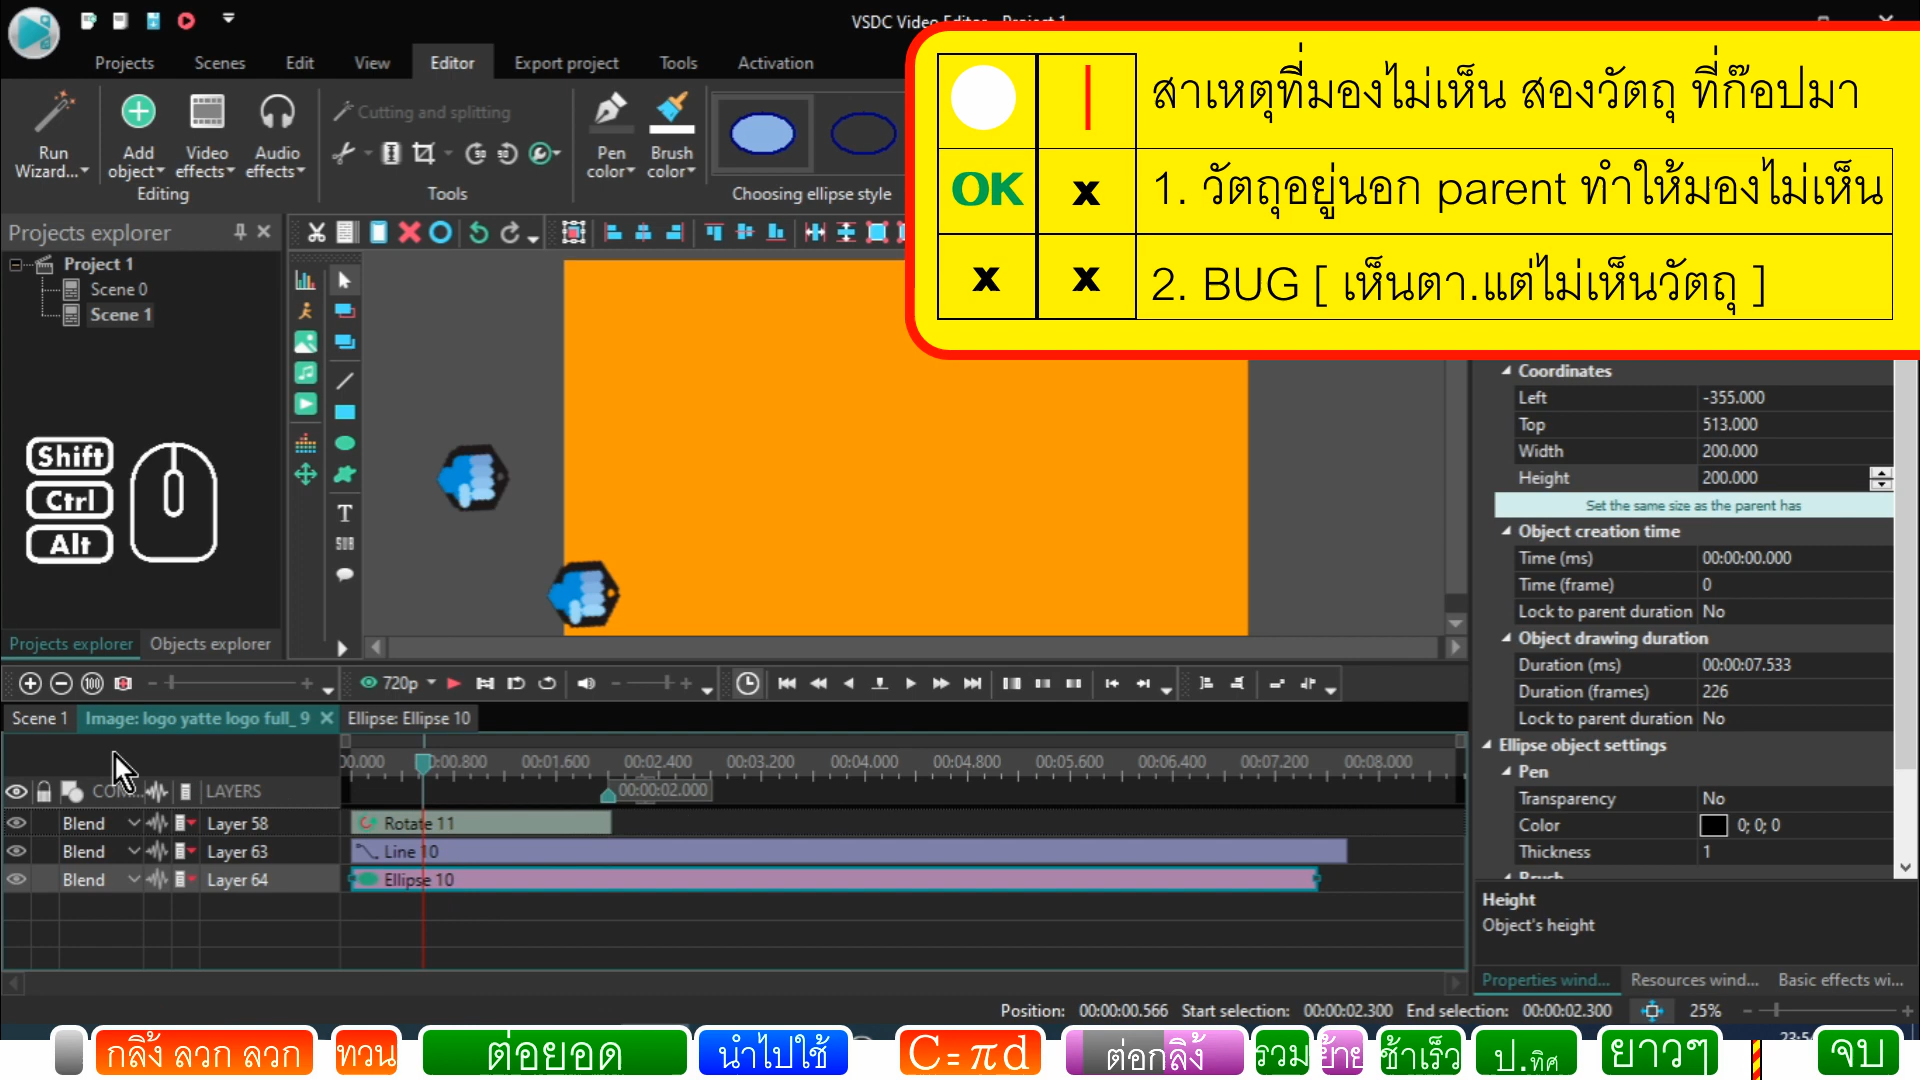 VSDC Video Editor - Project 1
Projects Scenes Edit View Editor Export project Tools Activation
Cutting and splitting
Run Wizard...
Add object
Video effects
Audio effects
Pen color
Brush color
Editing
Tools
Choosing ellipse style
สาเหตุที่มองไม่เห็น สองวัตถุ ที่ก๊อปมา
OK x 1. วัตถุอยู่นอก parent ทำให้มองไม่เห็น
x x 2. BUG [ เห็นตา.แต่ไม่เห็นวัตถุ ]
Projects explorer
Project 1
Scene 0
Scene 1
Shift
Ctrl
Alt
T
SUB
Projects explorer Objects explorer
Coordinates
Left -355.000
Top 513.000
Width 200.000
Height 200.000
Set the same size as the parent has
Object creation time
Time (ms) 00:00:00.000
Time (frame) 0
Lock to parent duration No
Object drawing duration
Duration (ms) 00:00:07.533
Duration (frames) 226
Lock to parent duration No
Ellipse object settings
Pen
Transparency No
Color 0; 0; 0
Thickness 1
Brush
Height
Object's height
Properties wind... Resources wind... Basic effects wi...
720p
Scene 1 Image: logo yatte logo full_ 9 Ellipse: Ellipse 10
00:01.600 00:02.400 00:03.200 00:04.000 00:04.800 00:05.600 00:06.400 00:07.200 00:08.000
00:00:02.000
LAYERS
Blend Layer 58 Rotate 11
Blend Layer 63 Line 10
Blend Layer 64 Ellipse 10
Position: 00:00:00.566 Start selection: 00:00:02.300 End selection: 00:00:02.300 25%
กลิ้ง ลวก ลวก ทวน ต่อยอด นำไปใช้ C=πd ต่อกลิ้ง รวม ย้าย ช้าเร็ว ป.ทิศ ยาวๆ จบ